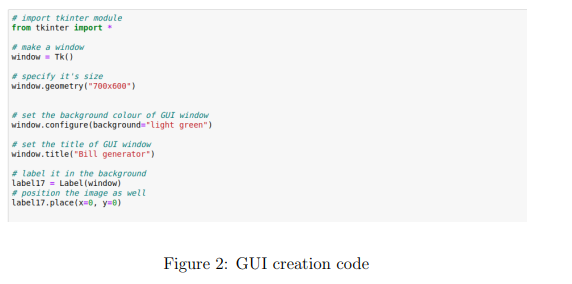 # import tkinter module
from tkinter import *
# make a window
window = Tk()
# specify it's size
window.geometry("700x600")
# set the background colour of GUI window
window.configure(background="light green")
# set the title of GUI window
window.title("Bill generator")
# label it in the background
label17 = Label(window)
# position the image as well
label17.place(x=0, y=0)
Figure 2: GUI creation code